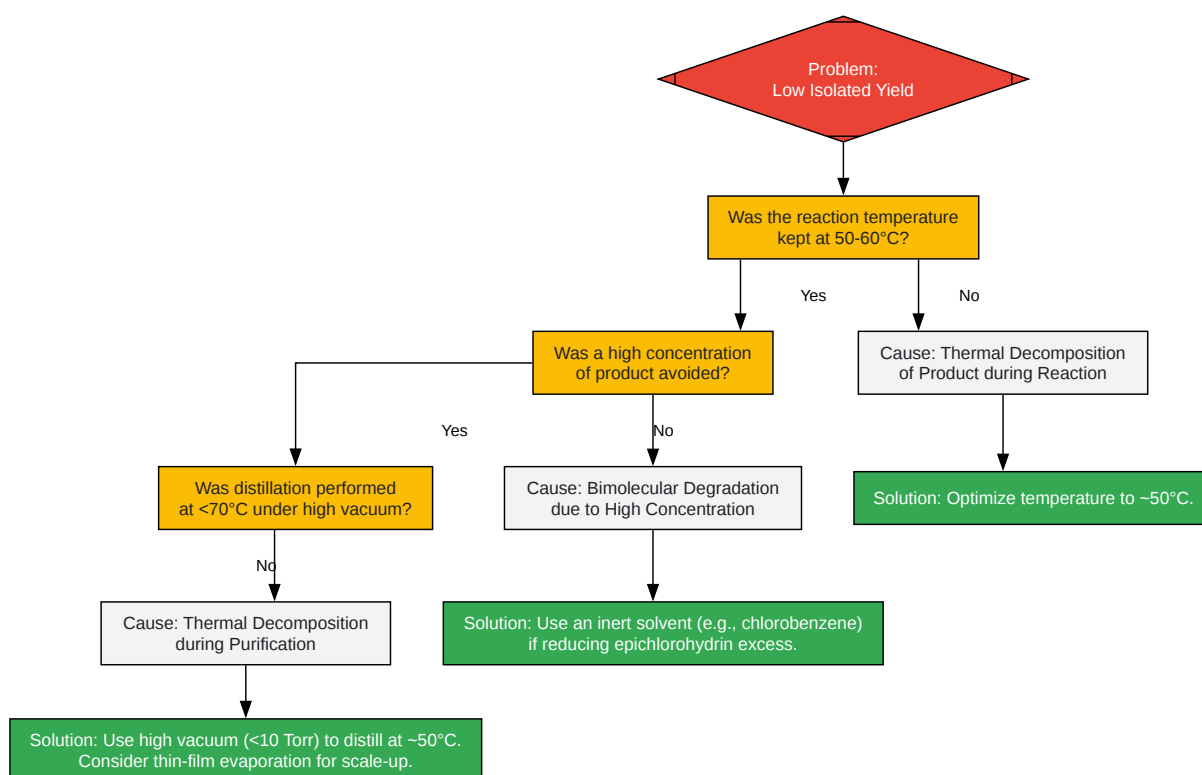 Problem:
Low Isolated Yield
Was the reaction temperature
kept at 50-60°C?
Yes
No
Was a high concentration
of product avoided?
Cause: Thermal Decomposition
of Product during Reaction
Yes
No
Was distillation performed
at <70°C under high vacuum?
Cause: Bimolecular Degradation
due to High Concentration
Solution: Optimize temperature to ~50°C.
No
Cause: Thermal Decomposition
during Purification
Solution: Use an inert solvent (e.g., chlorobenzene)
if reducing epichlorohydrin excess.
Solution: Use high vacuum (<10 Torr) to distill at ~50°C.
Consider thin-film evaporation for scale-up.